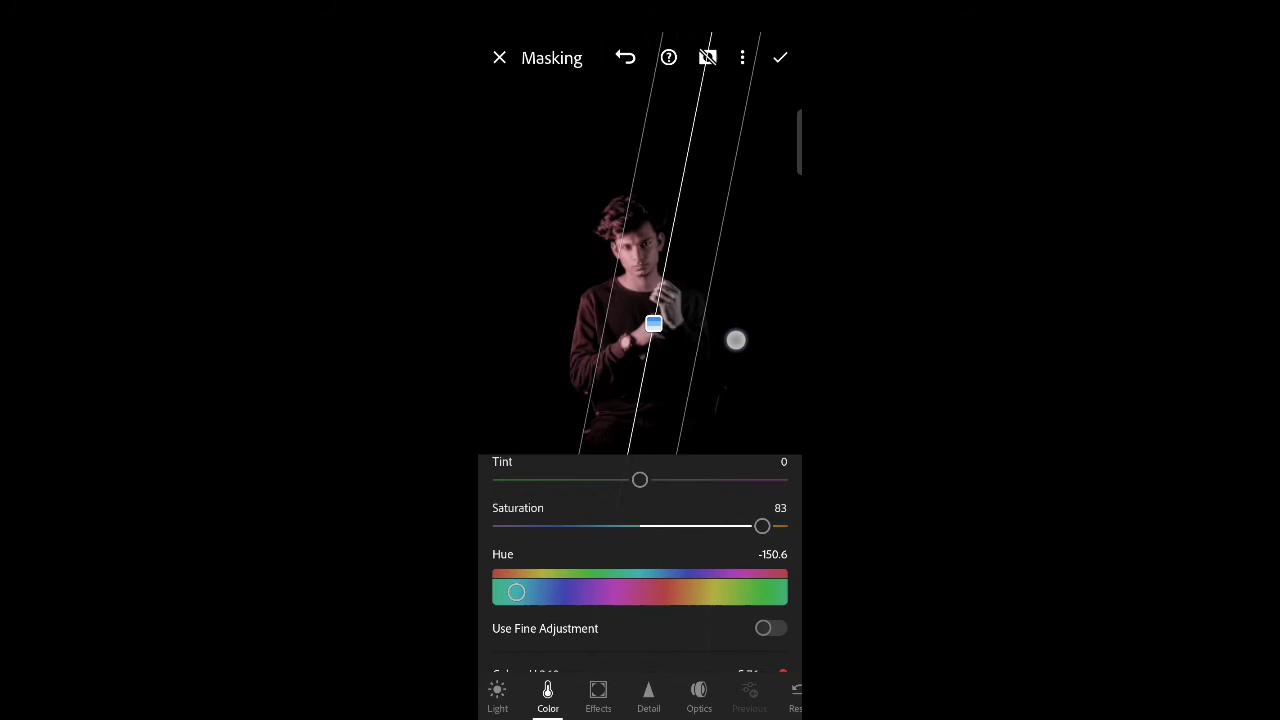 Masking
Tint 0
Saturation 83
Hue -150.6
Use Fine Adjustment
Light Color Effects Detail Optics Previous